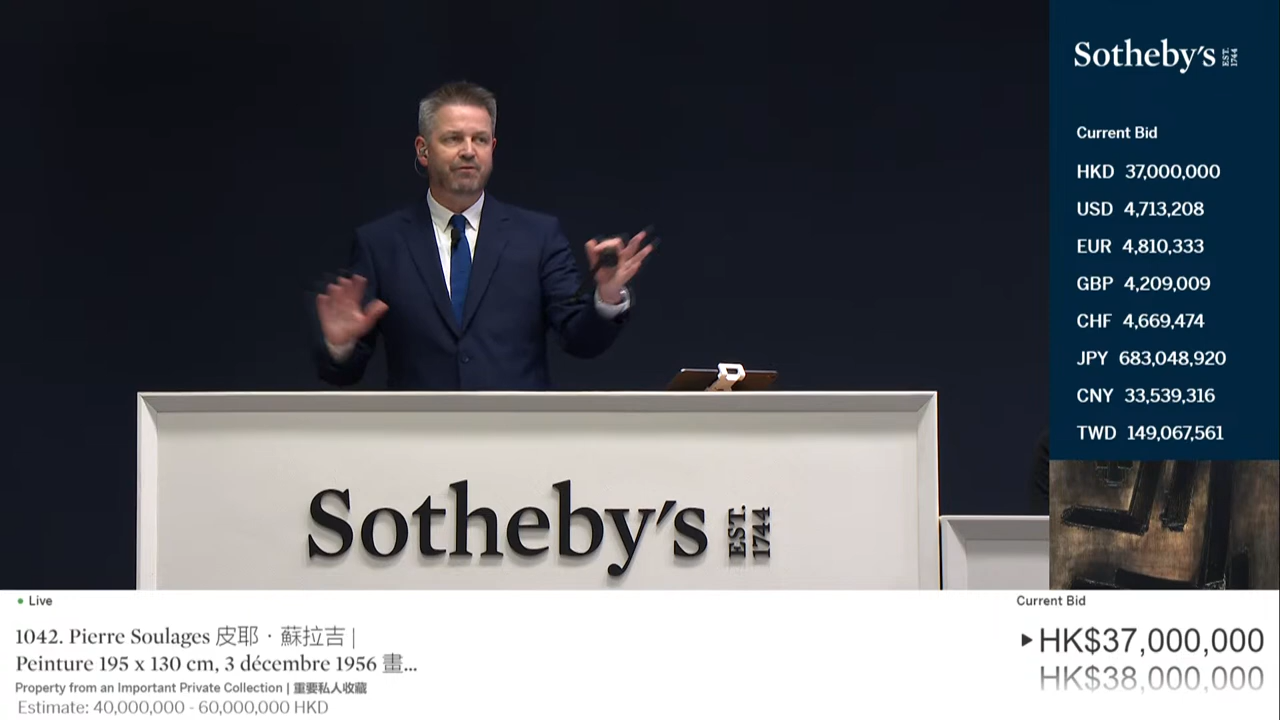 Sotheby's EST. 1744
Current Bid
HKD 37,000,000
USD 4,713,208
EUR 4,810,333
GBP 4,209,009
CHF 4,669,474
JPY 683,048,920
CNY 33,539,316
TWD 149,067,561
Sotheby's EST. 1744
Live
1042. Pierre Soulages 皮耶・蘇拉吉 |
Peinture 195 x 130 cm, 3 décembre 1956 畫...
Property from an Important Private Collection | 重要私人收藏
Estimate: 40,000,000 - 60,000,000 HKD
Current Bid
HK$37,000,000
HK$38,000,000